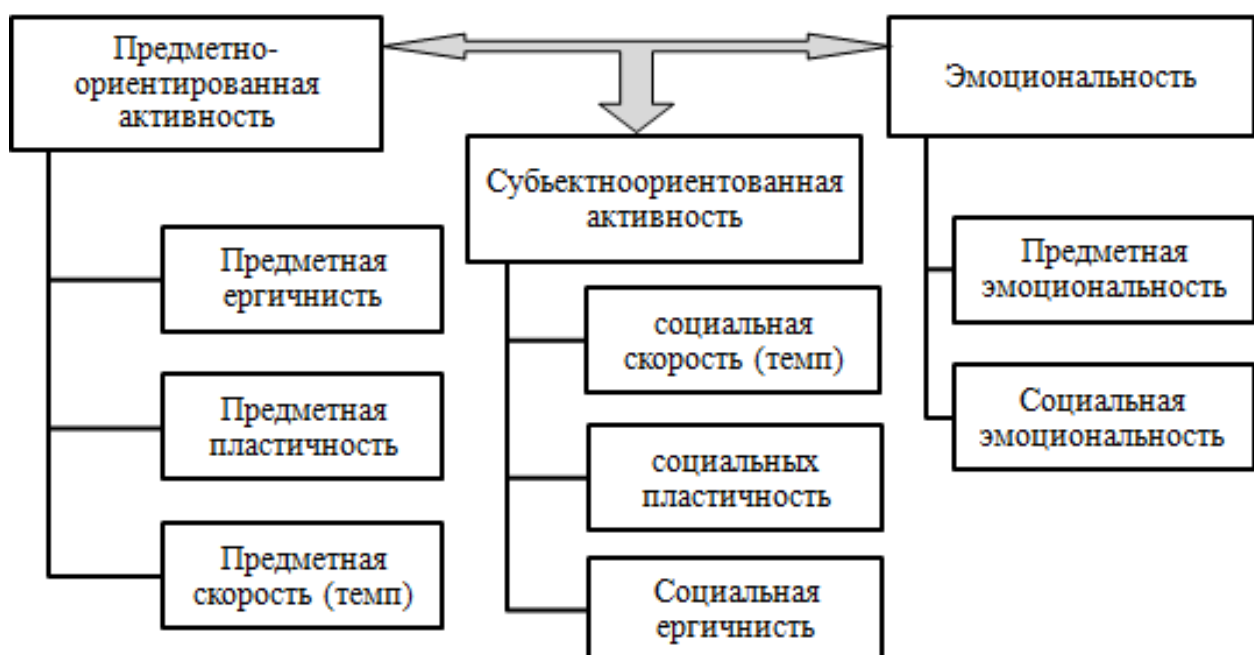 Предметно-
ориентированная
активность
Предметная
ергичнисть
Предметная
пластичность
Предметная
скорость (темп)
Субьектноориентованная
активность
социальная
скорость (темп)
социальных
пластичность
Социальная
ергичнисть
Эмоциональность
Предметная
эмоциональность
Социальная
эмоциональность